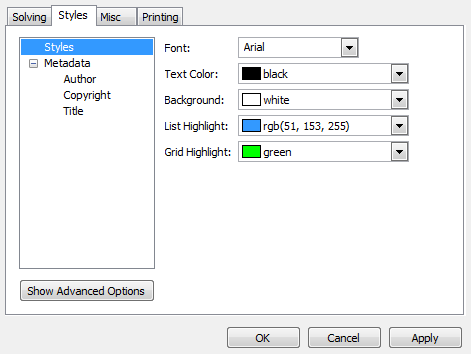 Solving Styles Misc Printing
Styles
Metadata
Author
Copyright
Title
Font: Arial
Text Color: black
Background: white
List Highlight: rgb(51, 153, 255)
Grid Highlight: green
Show Advanced Options
OK Cancel Apply